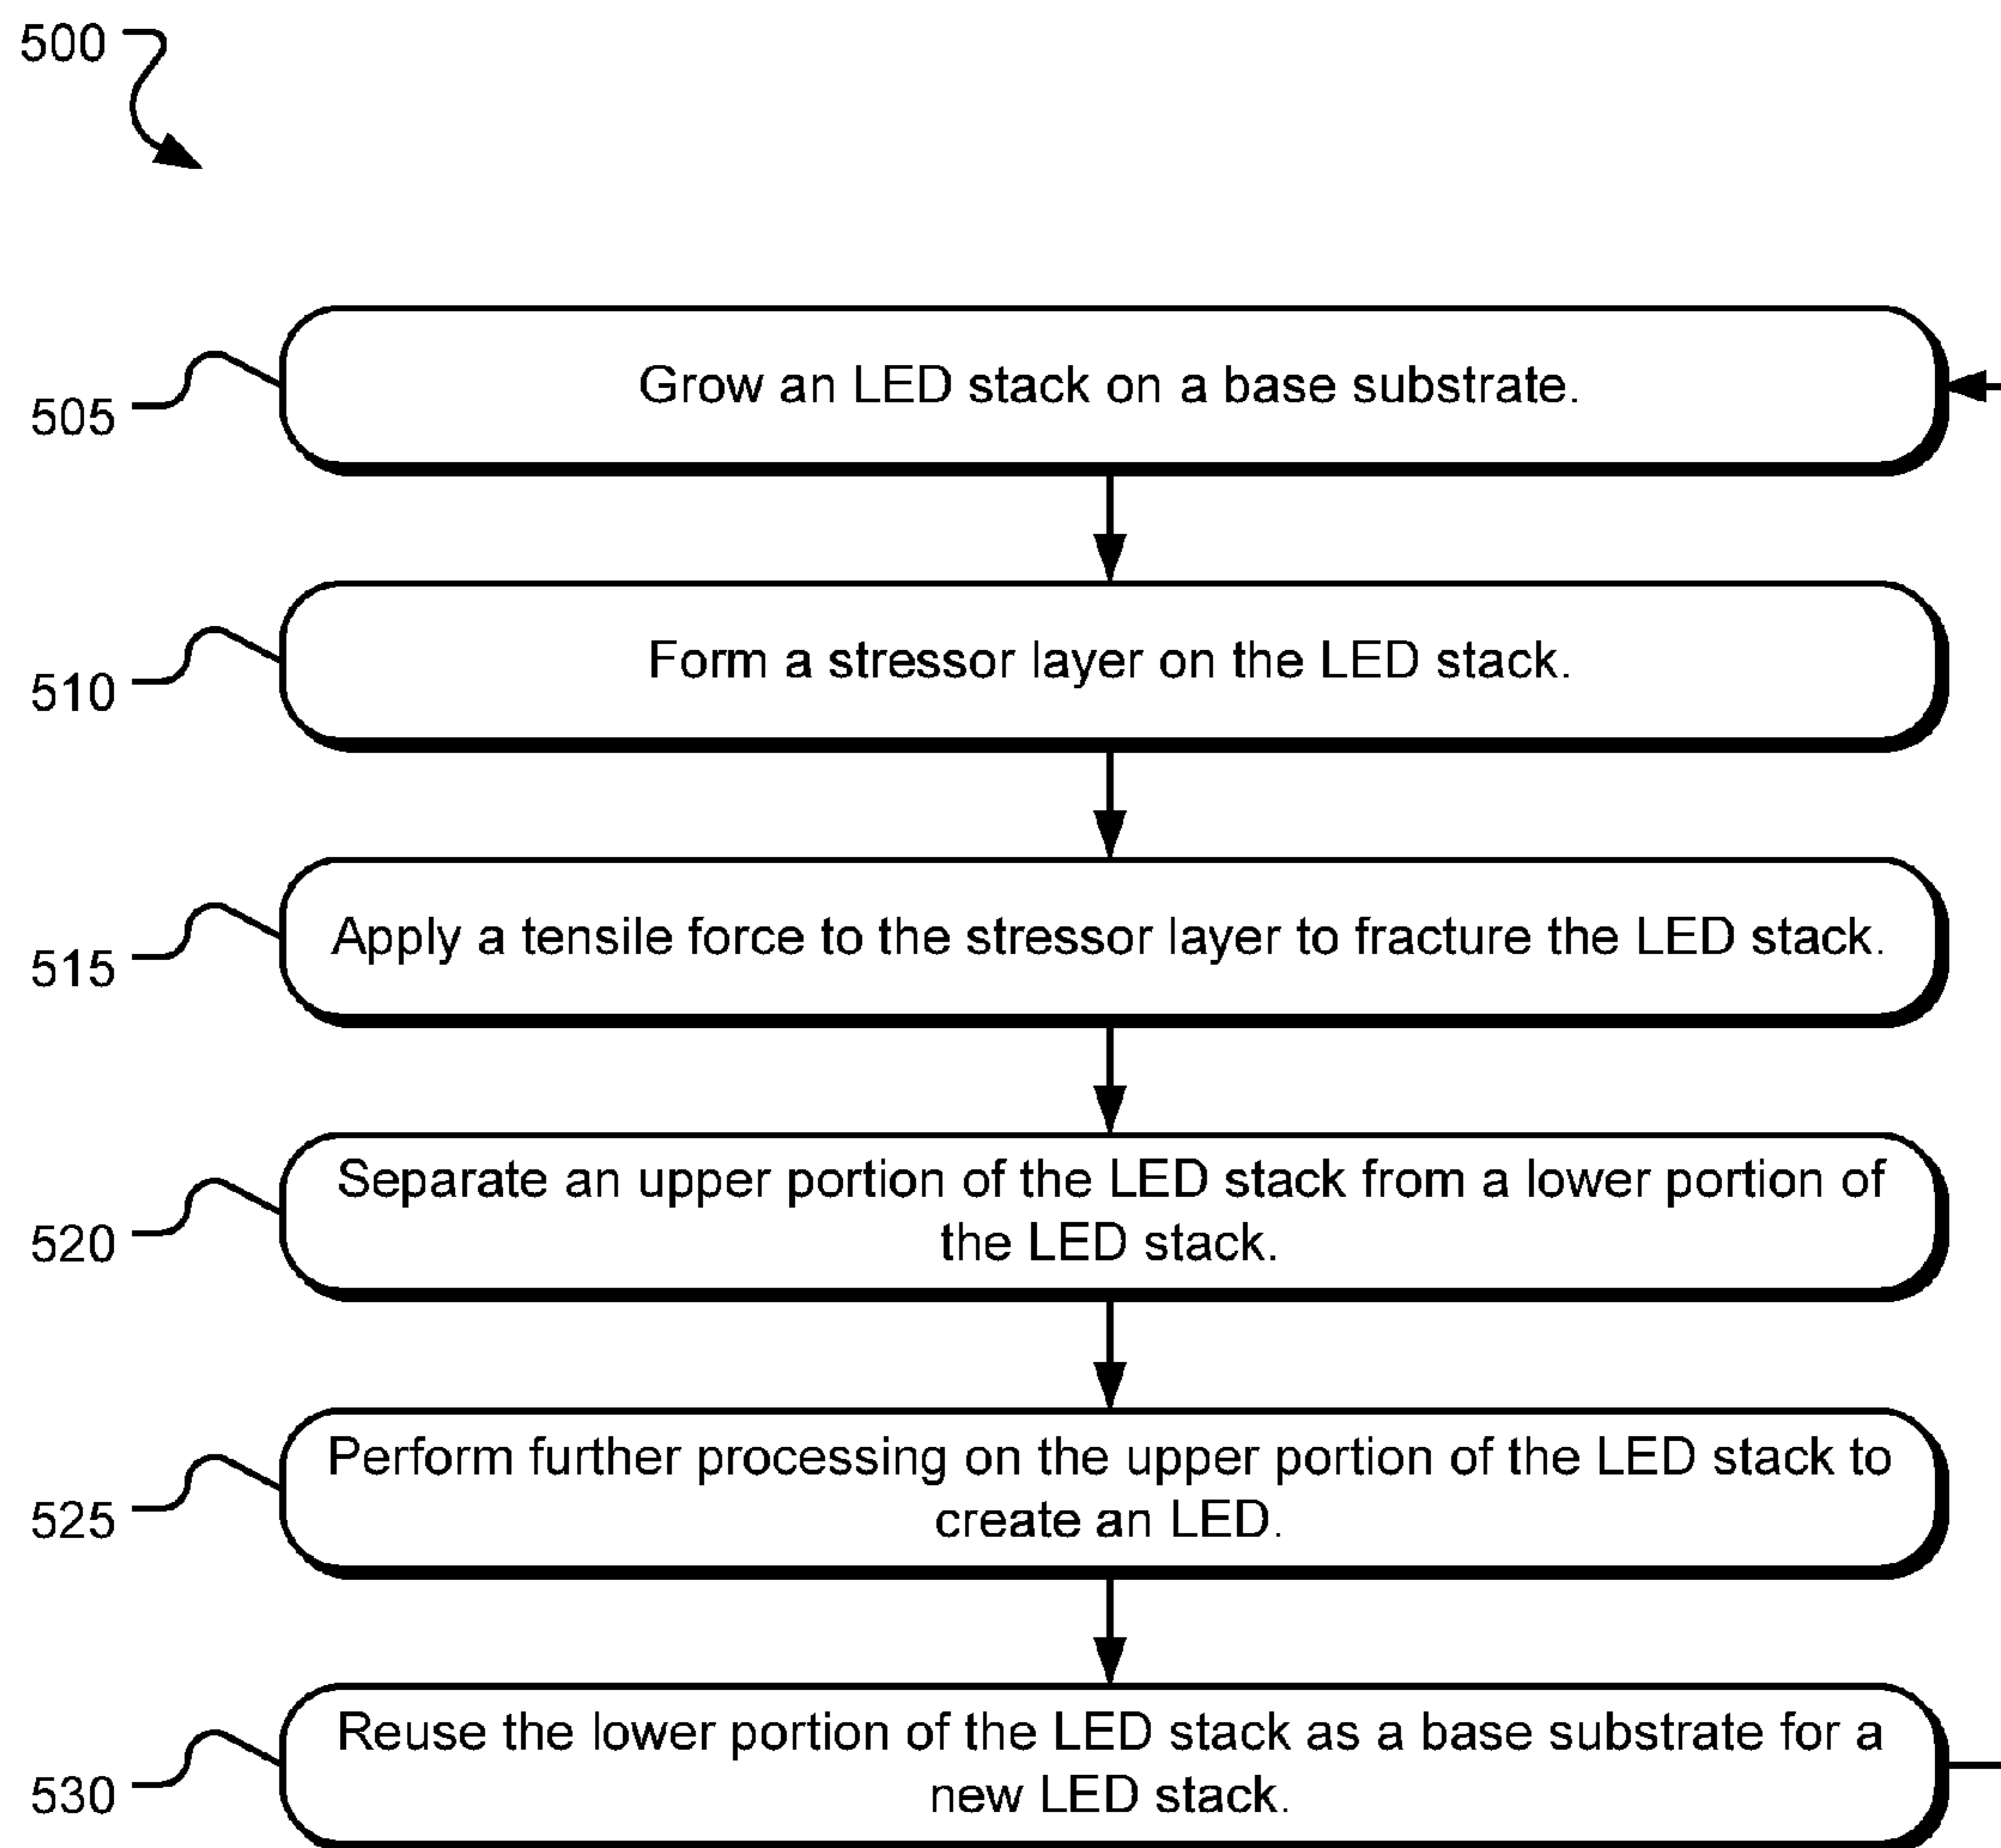 500
505
Grow an LED stack on a base substrate.
510
Form a stressor layer on the LED stack.
515
Apply a tensile force to the stressor layer to fracture the LED stack.
520
Separate an upper portion of the LED stack from a lower portion of
the LED stack.
525
Perform further processing on the upper portion of the LED stack to
create an LED.
530
Reuse the lower portion of the LED stack as a base substrate for a
new LED stack.